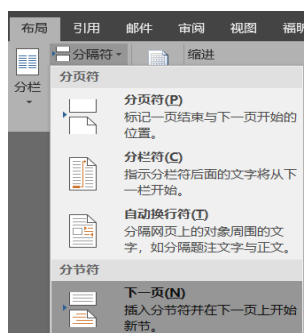 布局 引用 邮件 审阅 视图 福昕
分隔符 缩进
分栏
分页符
分页符(P)
标记一页结束与下一页开始的
位置。
分栏符(C)
指示分栏符后面的文字将从下
一栏开始。
自动换行符(T)
分隔网页上的对象周围的文
字，如分隔题注文字与正文。
分节符
下一页(N)
插入分节符并在下一页上开始
新节。